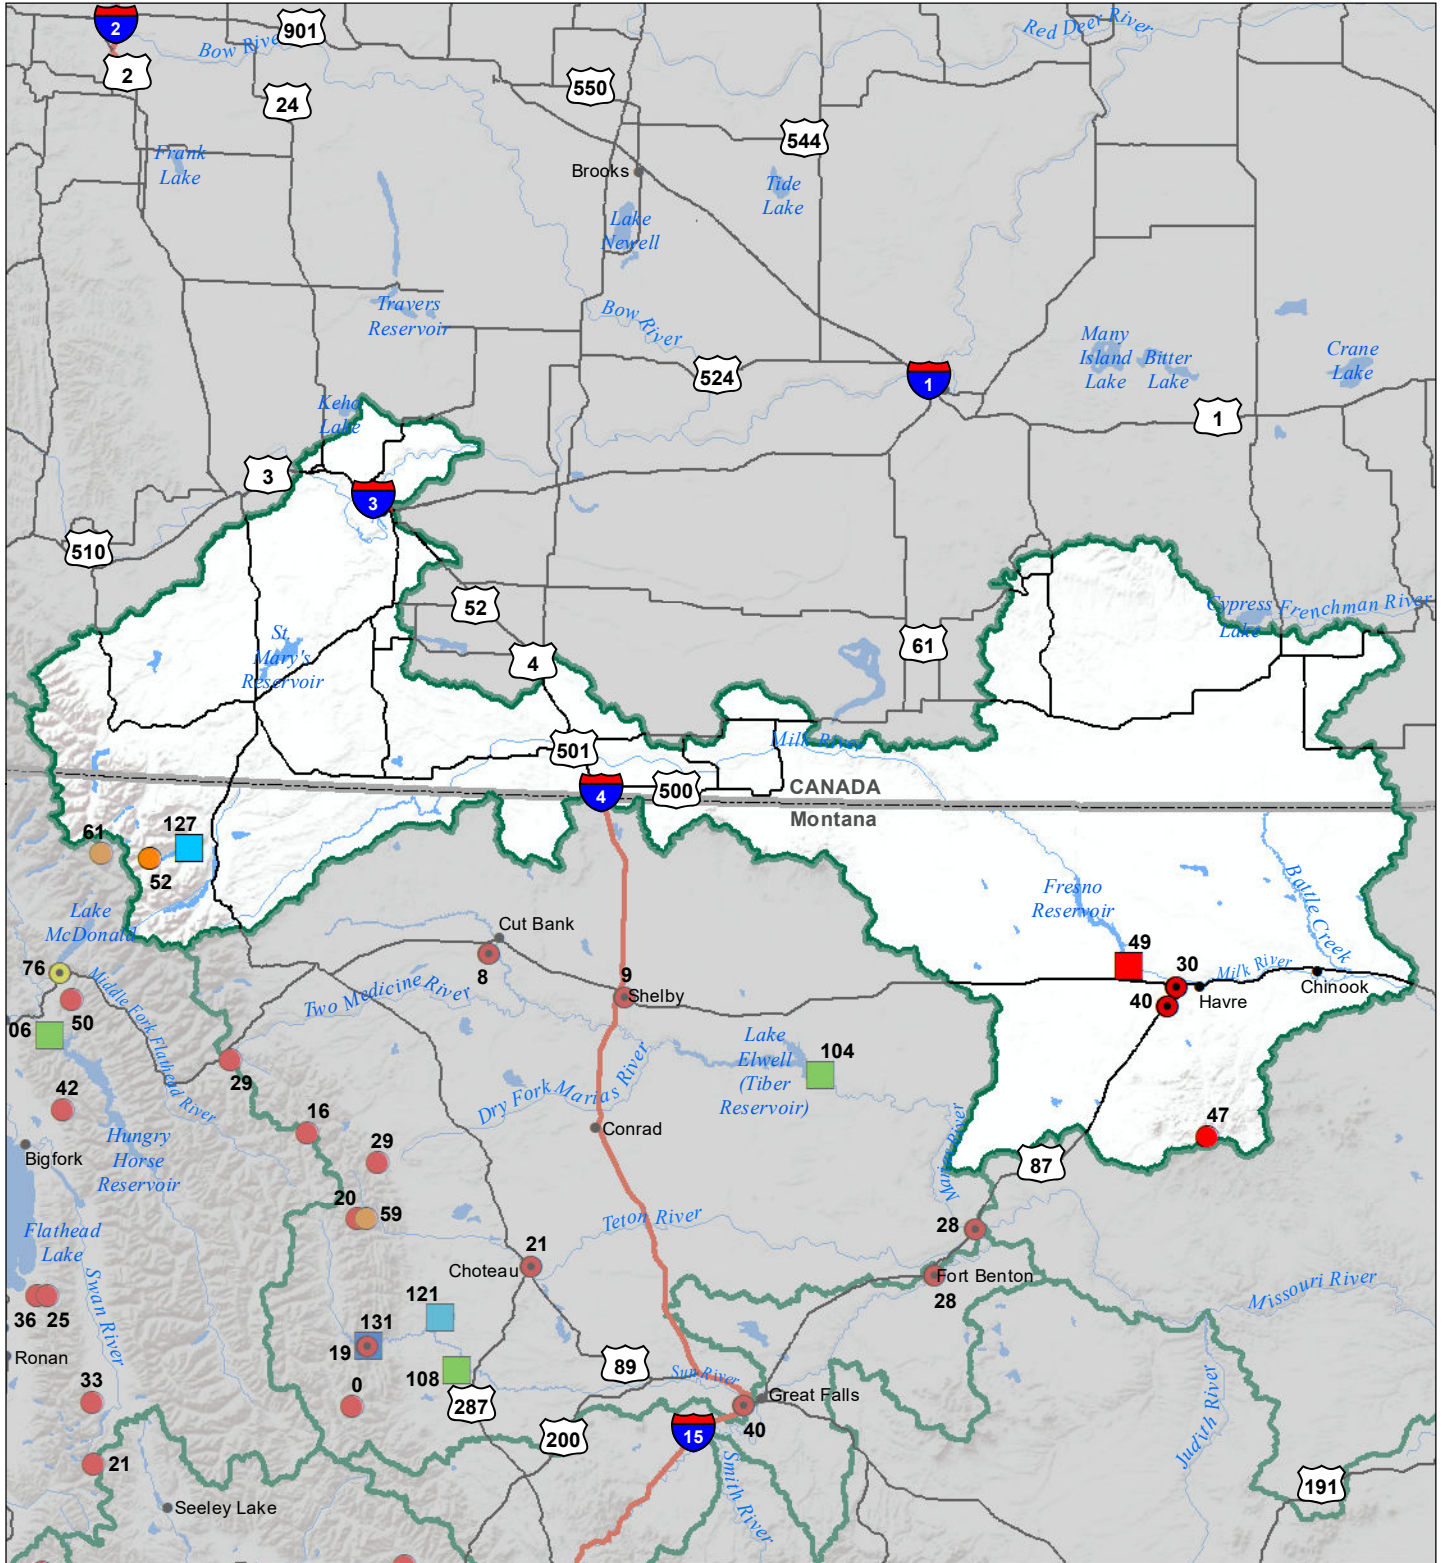 2
901
Bow River
Red Deer River
2
24
550
544
Frank
Lake
Brooks
Tide
Lake
Lake
Newell
Travers
Reservoir
Bow River
Many
Island
Lake
Bitter
Lake
Crane
Lake
524
1
1
Keho
Lake
3
3
510
52
Cypress
Lake
Frenchman River
St.
Mary's
Reservoir
4
61
501
Milk River
4
500
CANADA
Montana
61
127
52
Fresno
Reservoir
Battle Creek
Lake
McDonald
Cut Bank
8
49
30
Milk River
76
9
Shelby
40
Havre
Chinook
Middle Fork Flathead River
Two Medicine River
50
06
Lake
Elwell
(Tiber
Reservoir)
104
29
42
Dry Fork Marias River
16
Conrad
Marias River
47
Bigfork
Hungry
Horse
Reservoir
29
87
20
59
Teton River
28
Flathead
Lake
21
Choteau
Fort Benton
28
Missouri River
Swan River
36
25
121
131
19
Ronan
89
Sun River
108
0
33
287
Great Falls
40
Judith River
200
15
Smith River
21
191
Seeley Lake